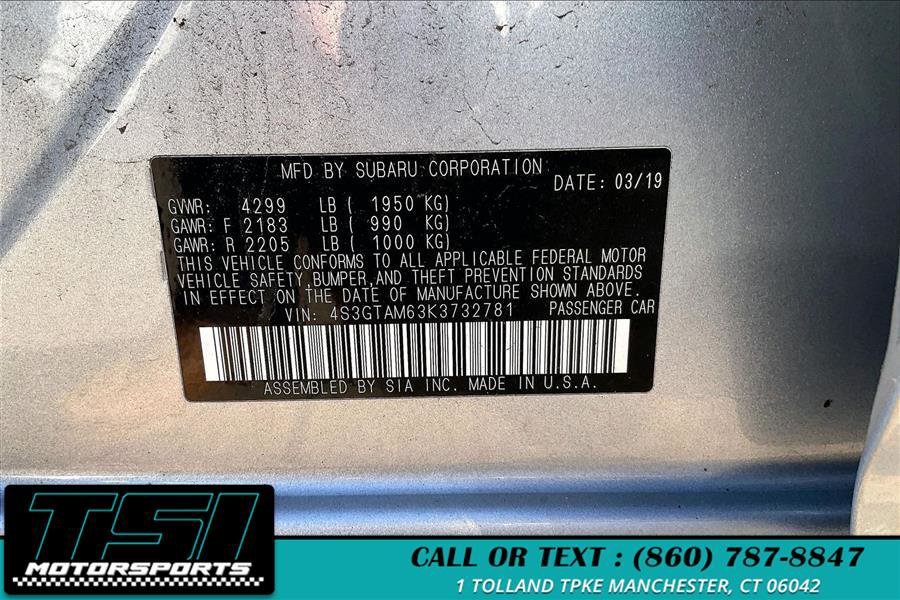 MFD BY SUBARU CORPORATION
DATE: 03/19
GVWR: 4299 LB ( 1950 KG)
GAWR: F 2183 LB ( 990 KG)
GAWR: R 2205 LB ( 1000 KG)
THIS VEHICLE CONFORMS TO ALL APPLICABLE FEDERAL MOTOR
VEHICLE SAFETY,BUMPER,AND THEFT PREVENTION STANDARDS
IN EFFECT ON THE DATE OF MANUFACTURE SHOWN ABOVE.
VIN: 4S3GTAM63K3732781 PASSENGER CAR
ASSEMBLED BY SIA INC. MADE IN U.S.A.
TSI
MOTORSPORTS
CALL OR TEXT : (860) 787-8847
1 TOLLAND TPKE MANCHESTER, CT 06042